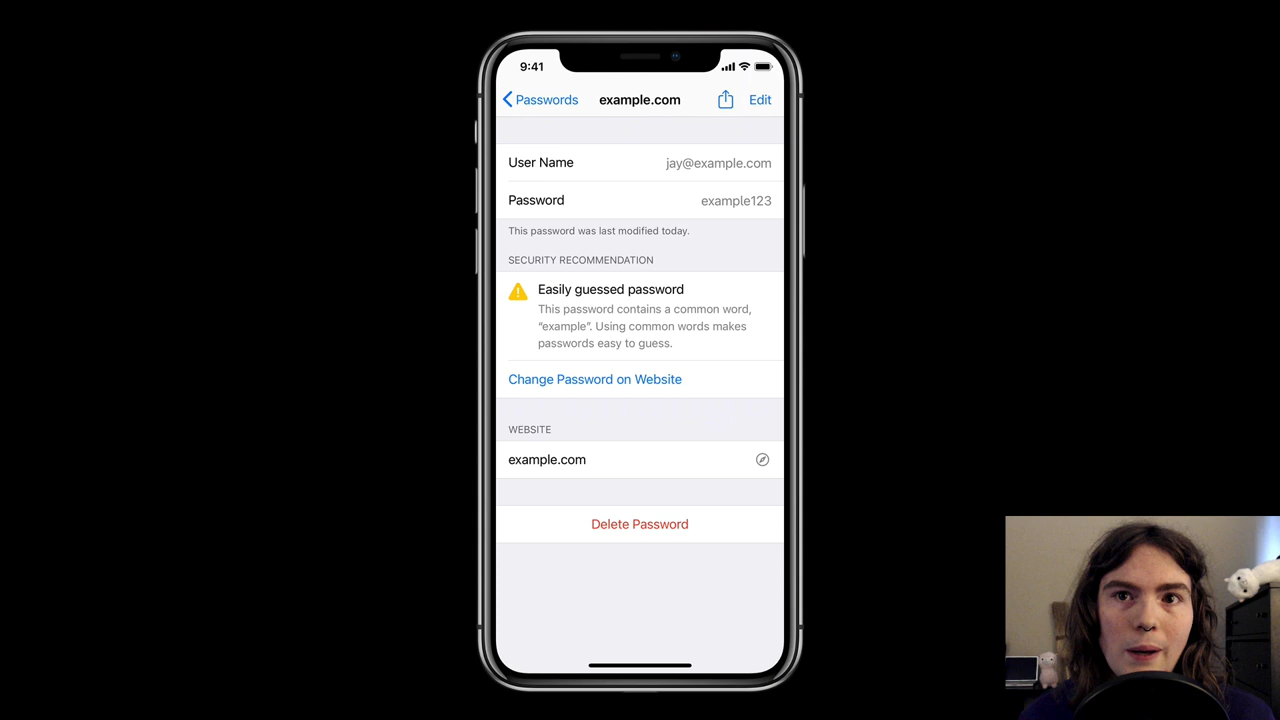 9:41
Passwords example.com Edit
User Name jay@example.com
Password example123
This password was last modified today.
SECURITY RECOMMENDATION
Easily guessed password
This password contains a common word,
“example”. Using common words makes
passwords easy to guess.
Change Password on Website
WEBSITE
example.com
Delete Password